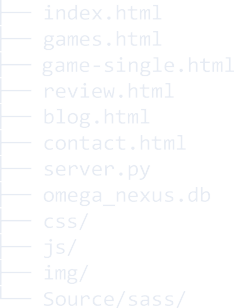 ├── index.html
├── games.html
├── game-single.html
├── review.html
├── blog.html
├── contact.html
├── server.py
├── omega_nexus.db
├── css/
├── js/
├── img/
└── Source/sass/